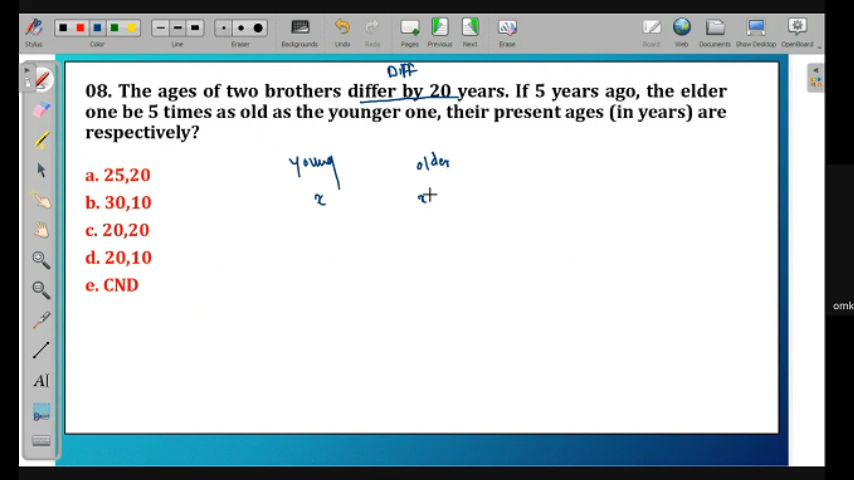 Stylus Color Line Eraser Backgrounds Undo Redo Pages Previous Next Erase Board Web Documents Show Desktop OpenBoard
DIFF
08. The ages of two brothers differ by 20 years. If 5 years ago, the elder
one be 5 times as old as the younger one, their present ages (in years) are
respectively?
young older
x x+
a. 25,20
b. 30,10
c. 20,20
d. 20,10
e. CND
AI
omk